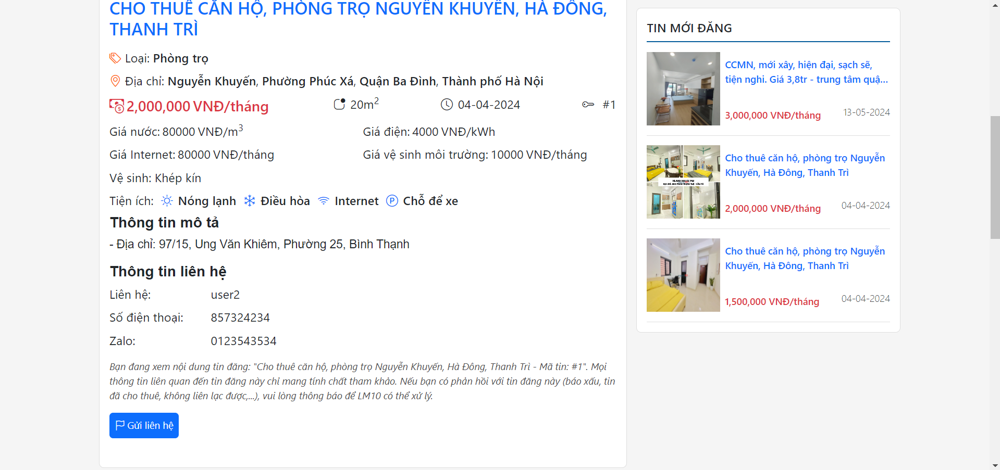 CHO THUÊ CĂN HỘ, PHÒNG TRỌ NGUYỄN KHUYẾN, HÀ ĐÔNG,
THANH TRÌ
Loại: Phòng trọ
Địa chỉ: Nguyễn Khuyến, Phường Phúc Xá, Quận Ba Đình, Thành phố Hà Nội
2,000,000 VNĐ/tháng 20m² 04-04-2024 #1
Giá nước: 80000 VNĐ/m³ Giá điện: 4000 VNĐ/kWh
Giá Internet: 80000 VNĐ/tháng Giá vệ sinh môi trường: 10000 VNĐ/tháng
Vệ sinh: Khép kín
Tiện ích: Nóng lạnh Điều hòa Internet Chỗ để xe
Thông tin mô tả
- Địa chỉ: 97/15, Ung Văn Khiêm, Phường 25, Bình Thạnh
Thông tin liên hệ
Liên hệ: user2
Số điện thoại: 857324234
Zalo: 0123543534
Bạn đang xem nội dung tin đăng: "Cho thuê căn hộ, phòng trọ Nguyễn Khuyến, Hà Đông, Thanh Trì - Mã tin: #1". Mọi
thông tin liên quan đến tin đăng này chỉ mang tính chất tham khảo. Nếu bạn có phản hồi với tin đăng này (báo xấu, tin
đã cho thuê, không liên lạc được,...), vui lòng thông báo để LM10 có thể xử lý.
Gửi liên hệ
TIN MỚI ĐĂNG
CCMN, mới xây, hiện đại, sạch sẽ,
tiện nghi. Giá 3,8tr - trung tâm quậ...
3,000,000 VNĐ/tháng 13-05-2024
Cho thuê căn hộ, phòng trọ Nguyễn
Khuyến, Hà Đông, Thanh Trì
2,000,000 VNĐ/tháng 04-04-2024
Cho thuê căn hộ, phòng trọ Nguyễn
Khuyến, Hà Đông, Thanh Trì
1,500,000 VNĐ/tháng 04-04-2024